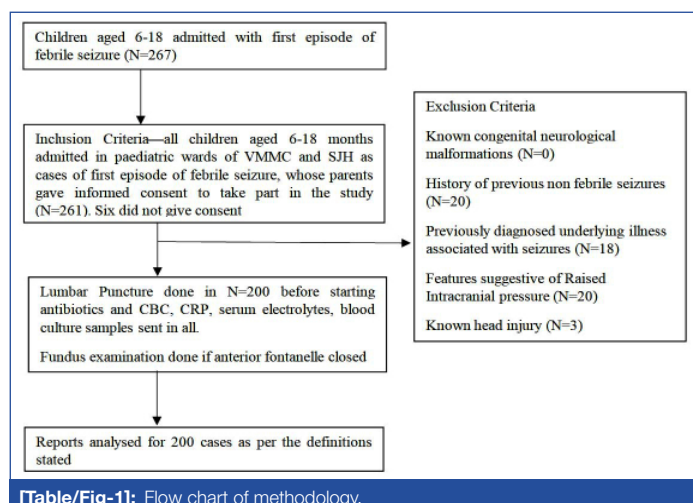 Children aged 6-18 admitted with first episode of
febrile seizure (N=267)
Inclusion Criteria—all children aged 6-18 months
admitted in paediatric wards of VMMC and SJH as
cases of first episode of febrile seizure, whose parents
gave informed consent to take part in the study
(N=261). Six did not give consent
Exclusion Criteria
Known congenital neurological
malformations (N=0)
History of previous non febrile seizures
(N=20)
Previously diagnosed underlying illness
associated with seizures (N=18)
Features suggestive of Raised
Intracranial pressure (N=20)
Known head injury (N=3)
Lumbar Puncture done in N=200 before starting
antibiotics and CBC, CRP, serum electrolytes, blood
culture samples sent in all.
Fundus examination done if anterior fontanelle closed
Reports analysed for 200 cases as per the definitions
stated
[Table/Fig-1]: Flow chart of methodology.